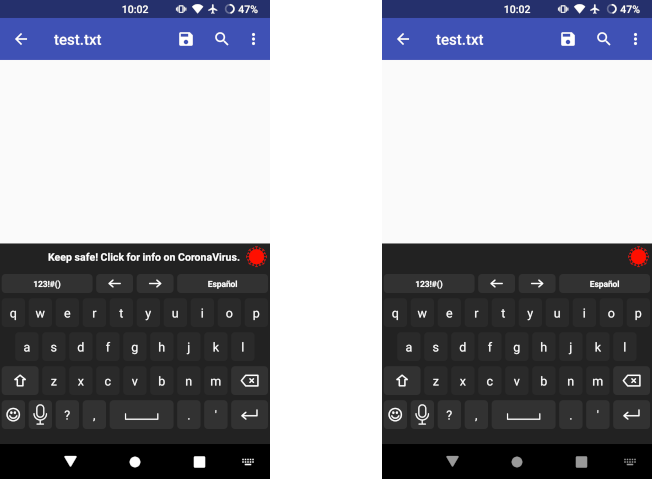 10:02 47%
test.txt
Keep safe! Click for info on CoronaVirus.
123!#() Español
q w e r t y u i o p
a s d f g h j k l
z x c v b n m
? , . '
10:02 47%
test.txt
123!#() Español
q w e r t y u i o p
a s d f g h j k l
z x c v b n m
? , . '